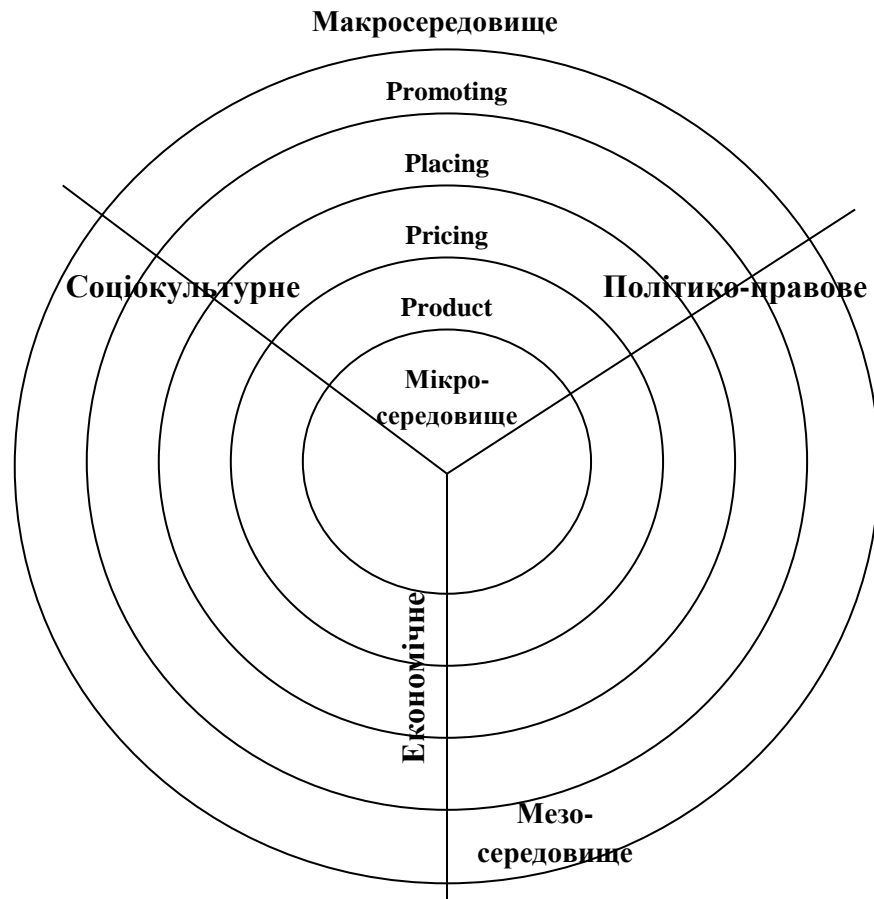 Макросередовище
Promoting
Placing
Pricing
Соціокультурне
Політико-правове
Product
Мікро-
середовище
Економічне
Мезо-
середовище